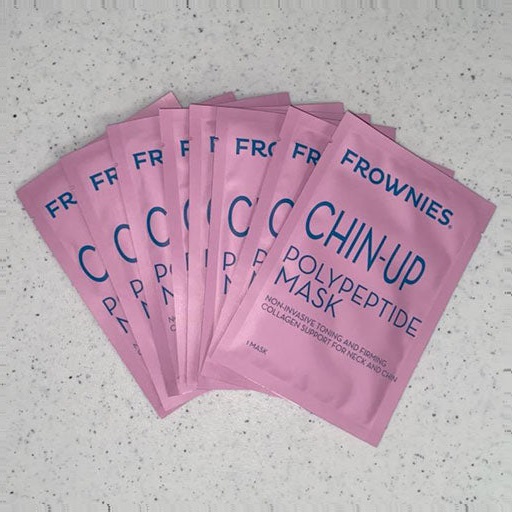 FROWNIES®
CHIN-UP
POLYPEPTIDE
MASK
NON-INVASIVE TONING AND FIRMING
COLLAGEN SUPPORT FOR NECK AND CHIN
1 MASK